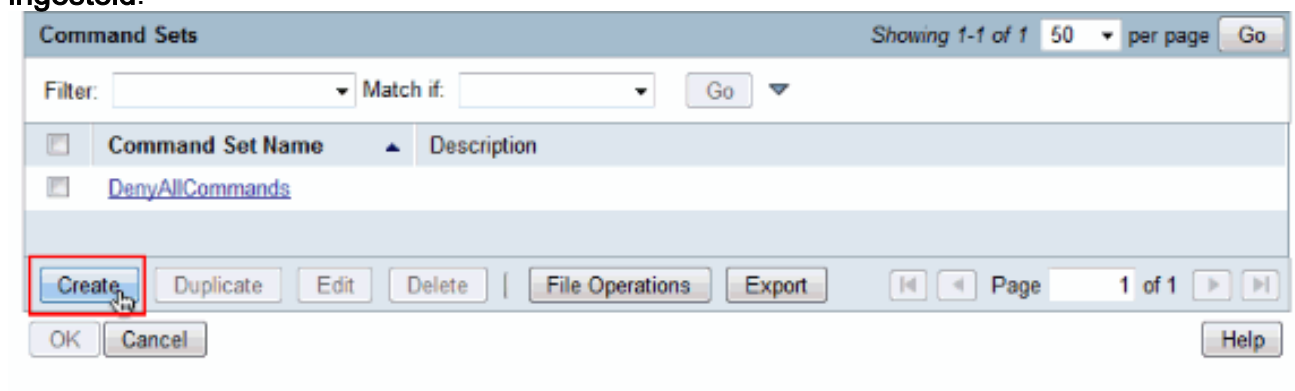 ingesteld.
Command Sets Showing 1-1 of 1 50 per page Go
Filter: Match if: Go
Command Set Name Description
DenyAllCommands
Create Duplicate Edit Delete | File Operations Export Page 1 of 1
OK Cancel Help